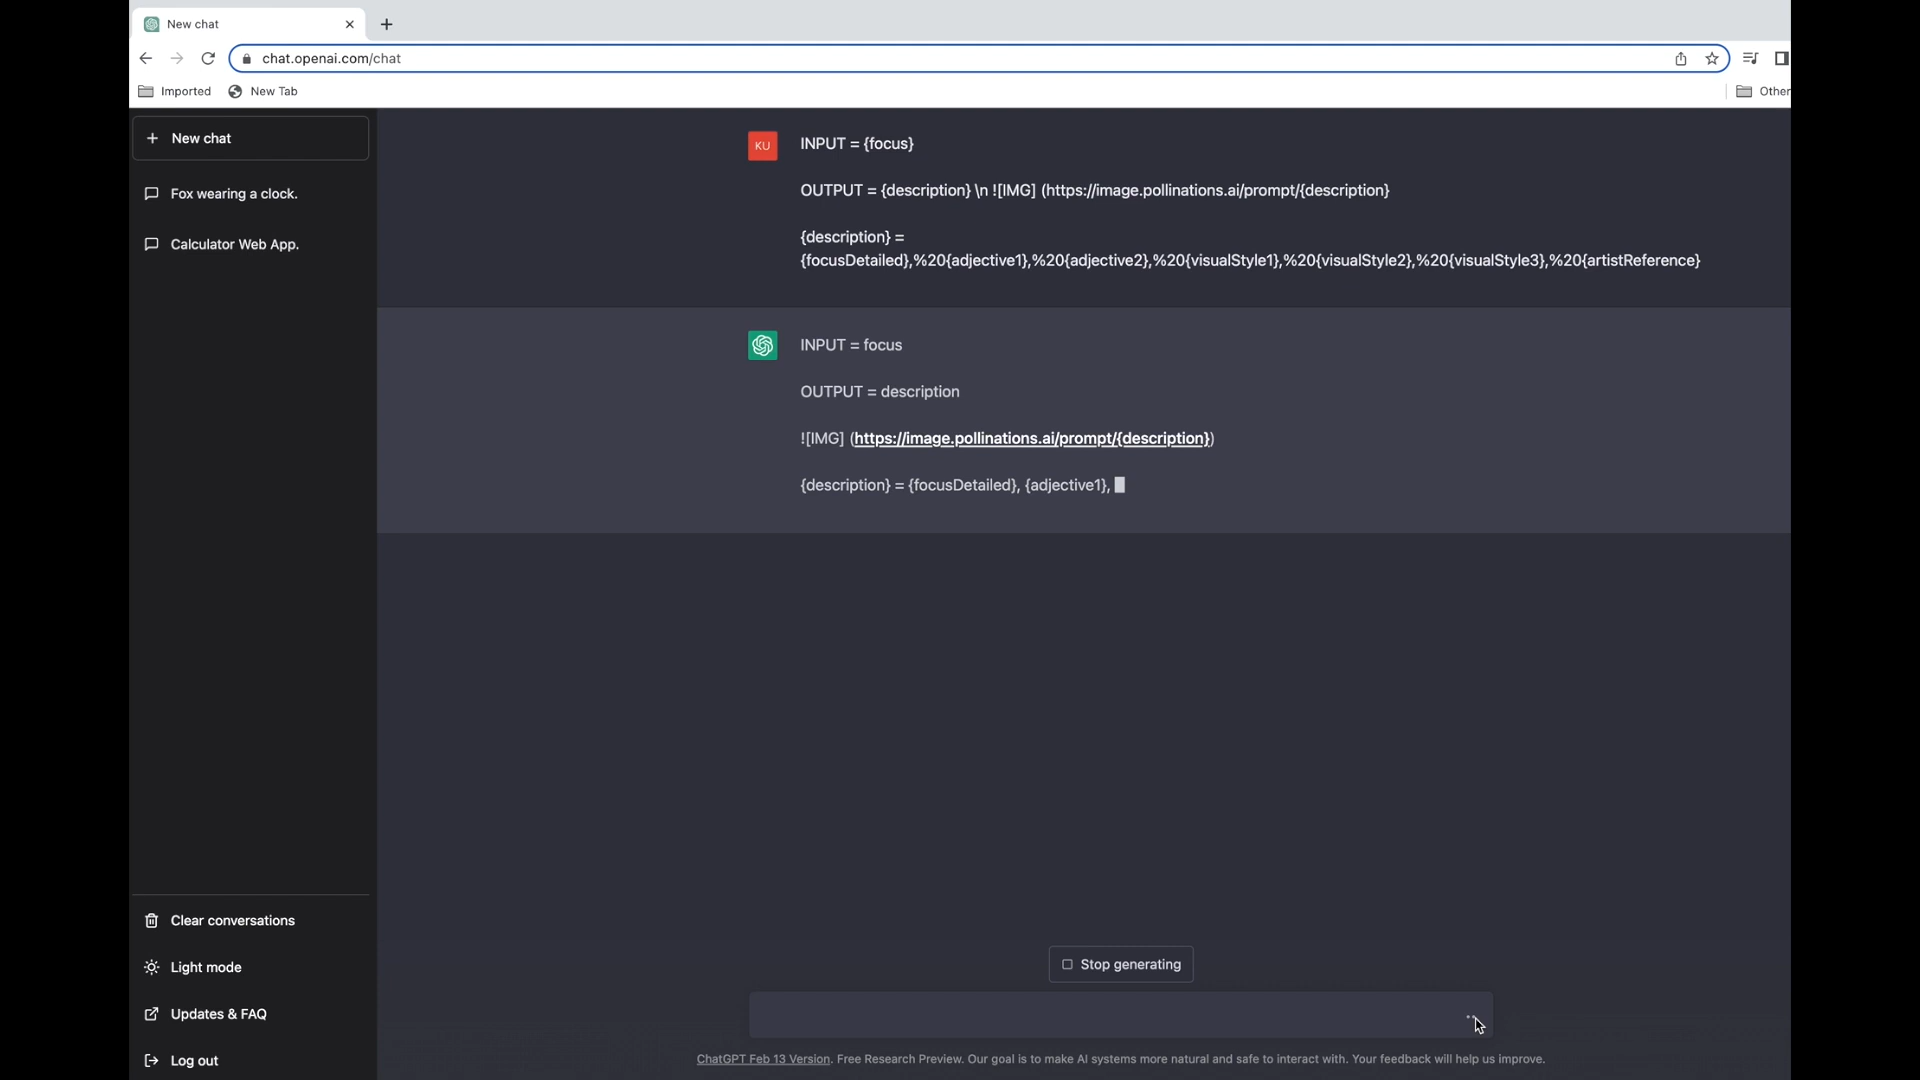 New chat
chat.openai.com/chat
Imported
New Tab
Other
New chat
Fox wearing a clock.
Calculator Web App.
KU
INPUT = {focus}
OUTPUT = {description} \n ![IMG] (https://image.pollinations.ai/prompt/{description}
{description} =
{focusDetailed},%20{adjective1},%20{adjective2},%20{visualStyle1},%20{visualStyle2},%20{visualStyle3},%20{artistReference}
INPUT = focus
OUTPUT = description
![IMG] (https://image.pollinations.ai/prompt/{description})
{description} = {focusDetailed}, {adjective1},
Stop generating
Clear conversations
Light mode
Updates & FAQ
Log out
ChatGPT Feb 13 Version. Free Research Preview. Our goal is to make AI systems more natural and safe to interact with. Your feedback will help us improve.